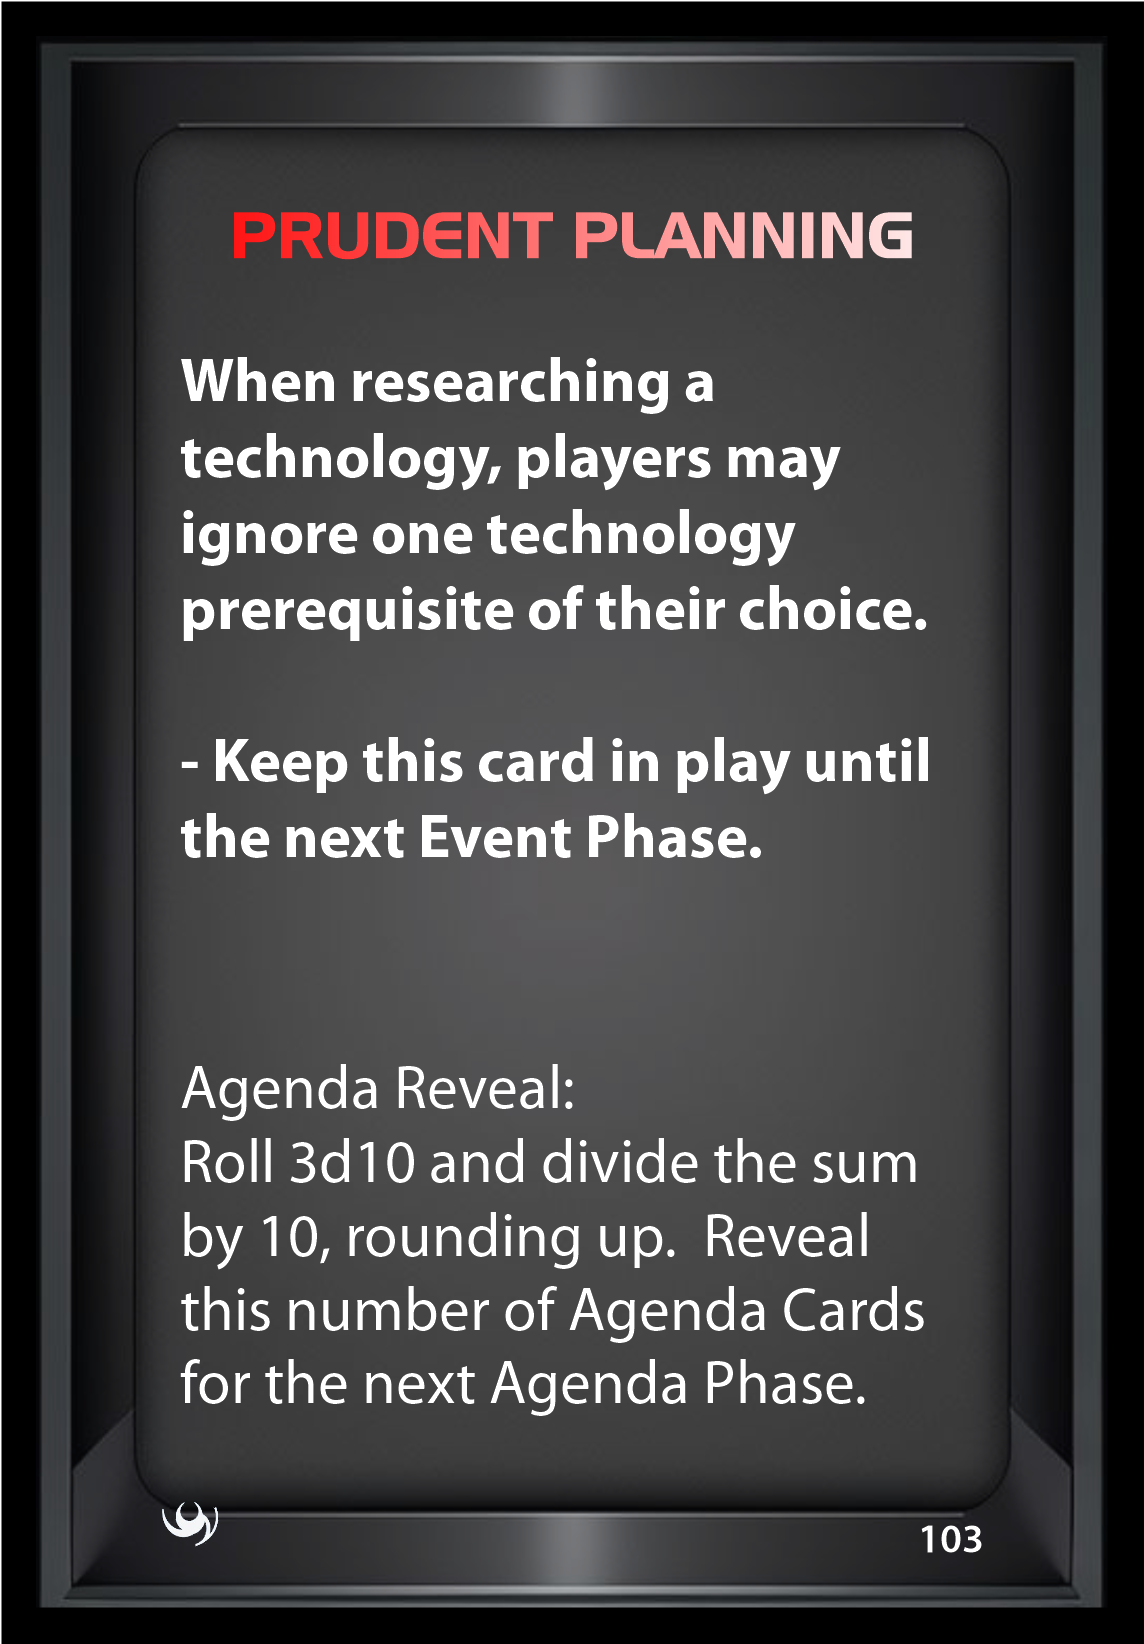 PRUDENT PLANNING
When researching a
technology, players may
ignore one technology
prerequisite of their choice.
- Keep this card in play until
the next Event Phase.
Agenda Reveal:
Roll 3d10 and divide the sum
by 10, rounding up.  Reveal
this number of Agenda Cards
for the next Agenda Phase.
103